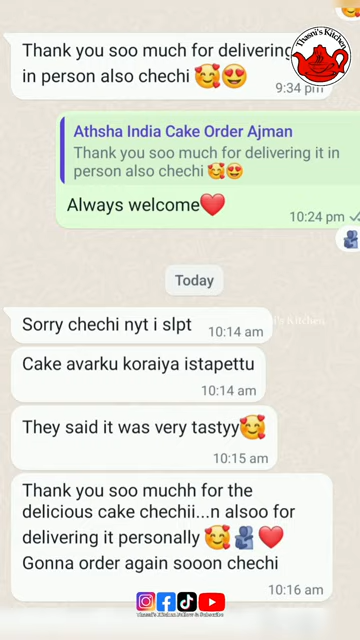 Thasni's Kitchen
Thank you soo much for delivering
in person also chechi 🥰😍
9:34 pm
Athsha India Cake Order Ajman
Thank you soo much for delivering it in
person also chechi 🥰😍
Always welcome❤️
10:24 pm
Today
Sorry chechi nyt i slpt
10:14 am
Cake avarku koraiya istapettu
10:14 am
They said it was very tastyy🥰
10:15 am
Thank you soo muchh for the
delicious cake chechii...n alsoo for
delivering it personally 🥰🫂❤️
Gonna order again sooon chechi
10:16 am